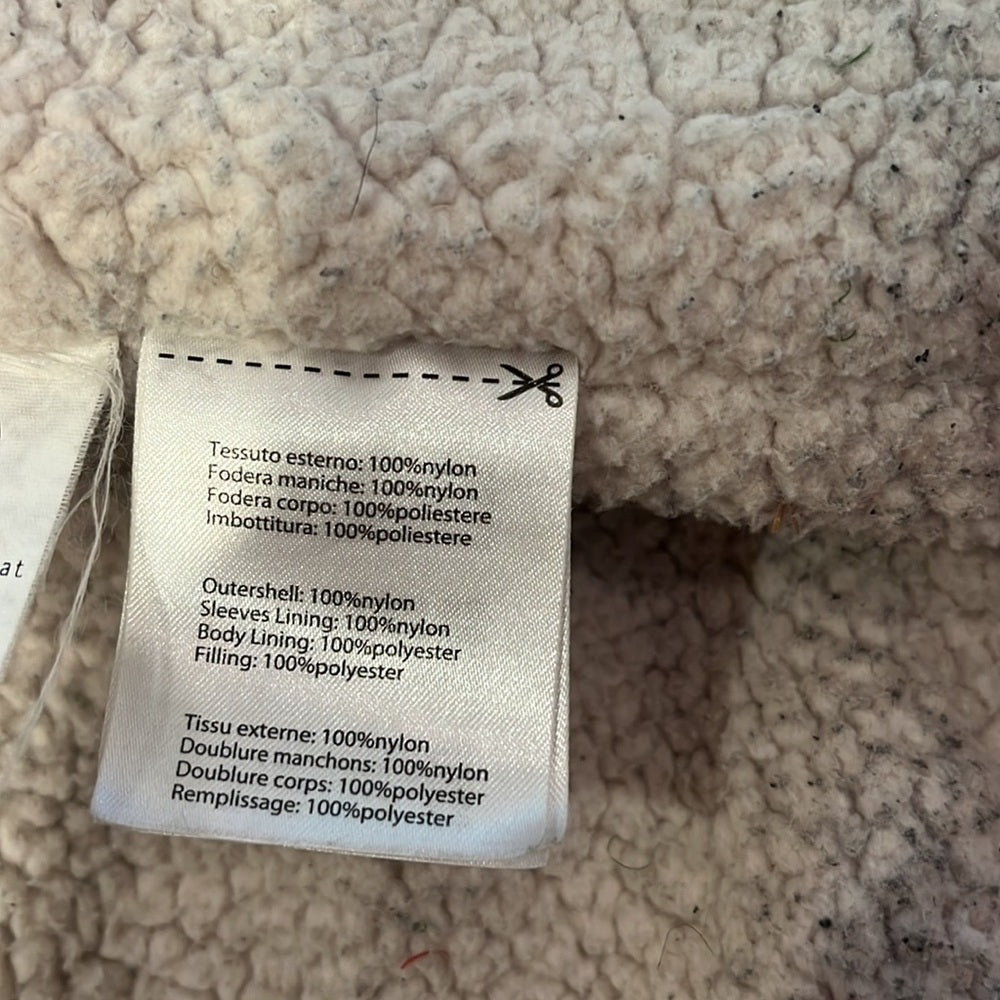 Tessuto esterno: 100%nylon
Fodera maniche: 100%nylon
Fodera corpo: 100%poliestere
Imbottitura: 100%poliestere
Outershell: 100%nylon
Sleeves Lining: 100%nylon
Body Lining: 100%polyester
Filling: 100%polyester
Tissu externe: 100%nylon
Doublure manchons: 100%nylon
Doublure corps: 100%polyester
Remplissage: 100%polyester
at